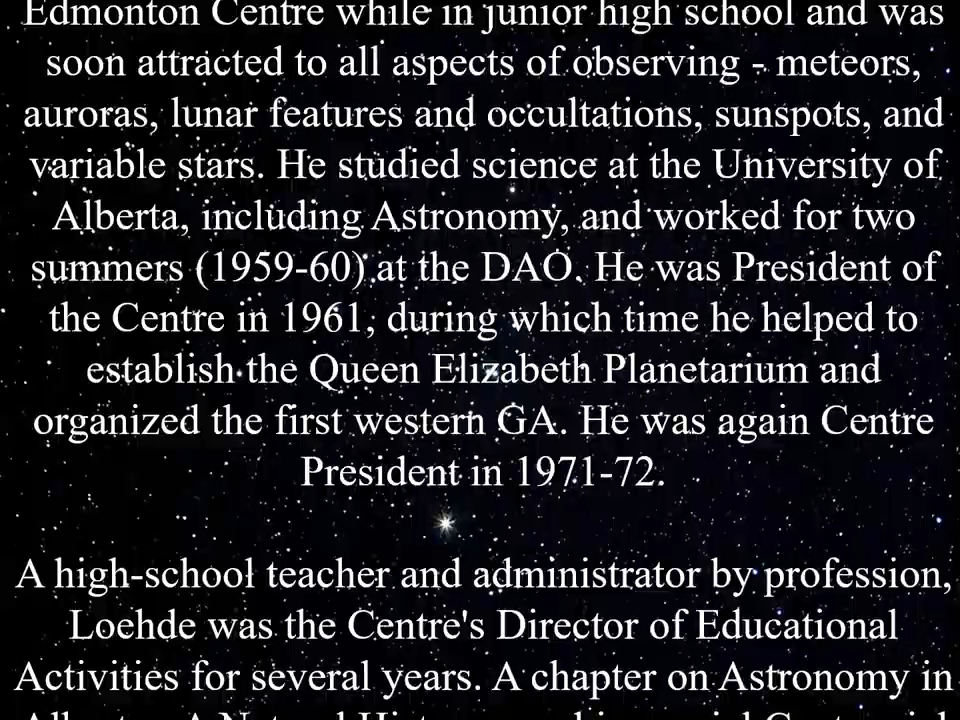 Edmonton Centre while in junior high school and was
soon attracted to all aspects of observing - meteors,
auroras, lunar features and occultations, sunspots, and
variable stars. He studied science at the University of
Alberta, including Astronomy, and worked for two
summers (1959-60) at the DAO. He was President of
the Centre in 1961, during which time he helped to
establish the Queen Elizabeth Planetarium and
organized the first western GA. He was again Centre
President in 1971-72.
A high-school teacher and administrator by profession,
Loehde was the Centre's Director of Educational
Activities for several years. A chapter on Astronomy in